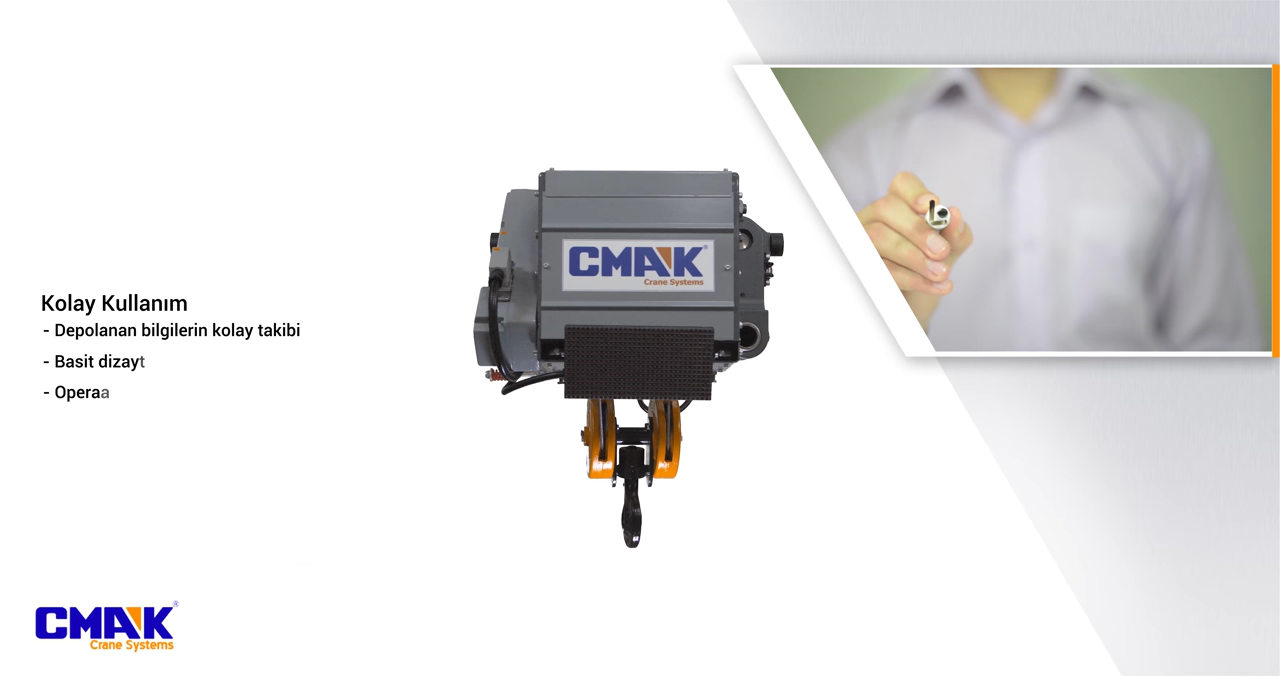 CMAK®
Crane Systems
Kolay Kullanım
- Depolanan bilgilerin kolay takibi
- Basit dizayt
- Operaa
CMAK®
Crane Systems